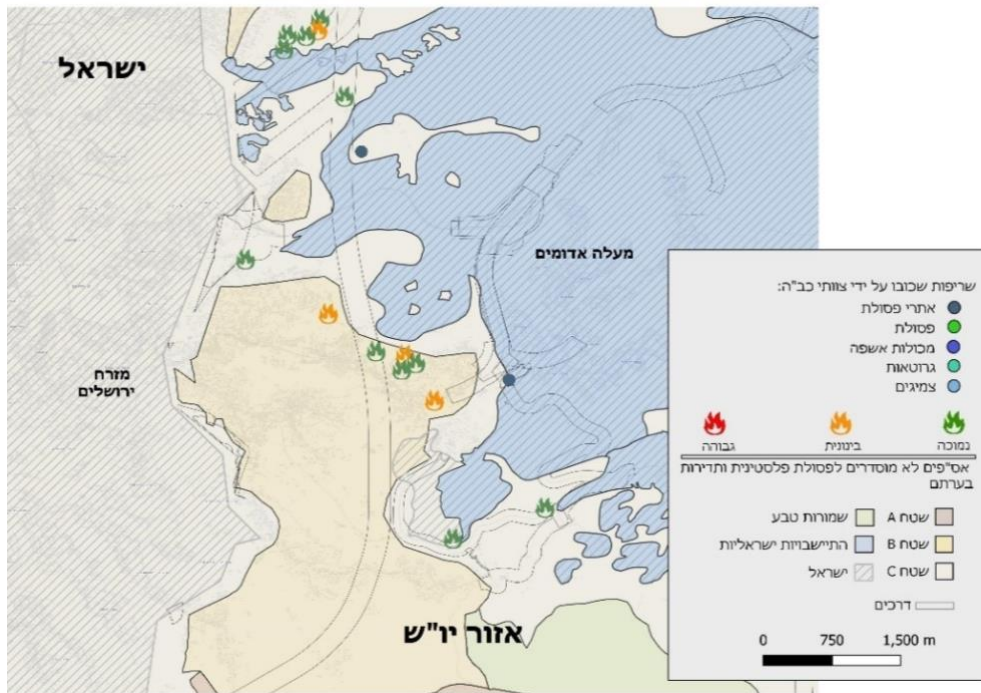 ישראל
מעלה אדומים
מזרח
ירושלים
אזור יו"ש
שריפות שכובו על ידי צוותי כב"ה:
אתרי פסולת
פסולת
מכולות אשפה
גרוטאות
צמיגים
נמוכה
בינונית
גבוהה
אס"פים לא מוסדרים לפסולת פלסטינית ותדירות
בערתם
שטח A
שמורות טבע
שטח B
התיישבויות ישראליות
שטח C
ישראל
דרכים
0 750 1,500 m